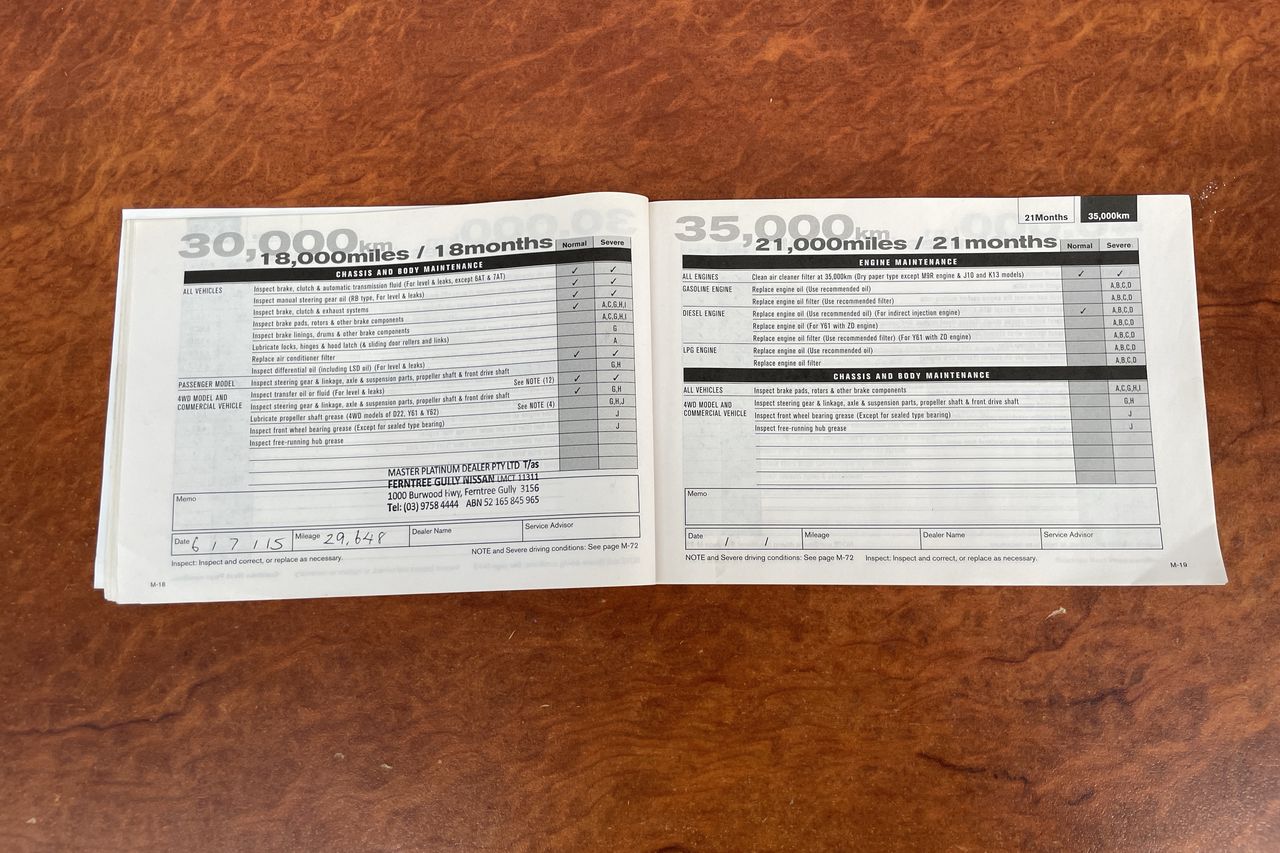 30,000km
18,000miles / 18months
Normal Severe
CHASSIS AND BODY MAINTENANCE
ALL VEHICLES Inspect brake, clutch & automatic transmission fluid (For level & leaks, except 6AT & 7AT) ✓ ✓
Inspect manual steering gear oil (RB type, For level & leaks) ✓ ✓
Inspect brake, clutch & exhaust systems ✓ ✓
Inspect brake pads, rotors & other brake components ✓ A,C,G,H,I
Inspect brake linings, drums & other brake components A,C,G,H,I
Lubricate locks, hinges & hood latch (& sliding door rollers and links) G
Replace air conditioner filter A
Inspect differential oil (including LSD oil) (For level & leaks) ✓ ✓
PASSENGER MODEL Inspect steering gear & linkage, axle & suspension parts, propeller shaft & front drive shaft G,H
4WD MODEL AND COMMERCIAL VEHICLE Inspect transfer oil or fluid (For level & leaks) See NOTE (12) ✓ ✓
Inspect steering gear & linkage, axle & suspension parts, propeller shaft & front drive shaft ✓ G,H
Lubricate propeller shaft grease (4WD models of D22, Y61 & Y62) See NOTE (4) G,H,J
Inspect front wheel bearing grease (Except for sealed type bearing) J
Inspect free-running hub grease J
MASTER PLATINUM DEALER PTY LTD T/as
FERNTREE GULLY NISSAN LMCT 11311
1000 Burwood Hwy, Ferntree Gully 3156
Tel: (03) 9758 4444 ABN 52 165 845 965
Memo
Date 6 / 7 / 15 Mileage 29,648 Dealer Name Service Advisor
Inspect: Inspect and correct, or replace as necessary. NOTE and Severe driving conditions: See page M-72
M-18
21Months 35,000km
35,000km
21,000miles / 21months
Normal Severe
ENGINE MAINTENANCE
ALL ENGINES Clean air cleaner filter at 35,000km (Dry paper type except M9R engine & J10 and K13 models) ✓ ✓
GASOLINE ENGINE Replace engine oil (Use recommended oil) A,B,C,D
Replace engine oil filter (Use recommended filter) A,B,C,D
DIESEL ENGINE Replace engine oil (Use recommended oil) (For indirect injection engine) ✓ A,B,C,D
Replace engine oil (For Y61 with ZD engine) A,B,C,D
Replace engine oil filter (Use recommended filter) (For Y61 with ZD engine) A,B,C,D
LPG ENGINE Replace engine oil (Use recommended oil) A,B,C,D
Replace engine oil filter A,B,C,D
CHASSIS AND BODY MAINTENANCE
ALL VEHICLES Inspect brake pads, rotors & other brake components A,C,G,H,I
4WD MODEL AND COMMERCIAL VEHICLE Inspect steering gear & linkage, axle & suspension parts, propeller shaft & front drive shaft G,H
Inspect front wheel bearing grease (Except for sealed type bearing) J
Inspect free-running hub grease J
Memo
Date / / Mileage Dealer Name Service Advisor
NOTE and Severe driving conditions: See page M-72 Inspect: Inspect and correct, or replace as necessary.
M-19